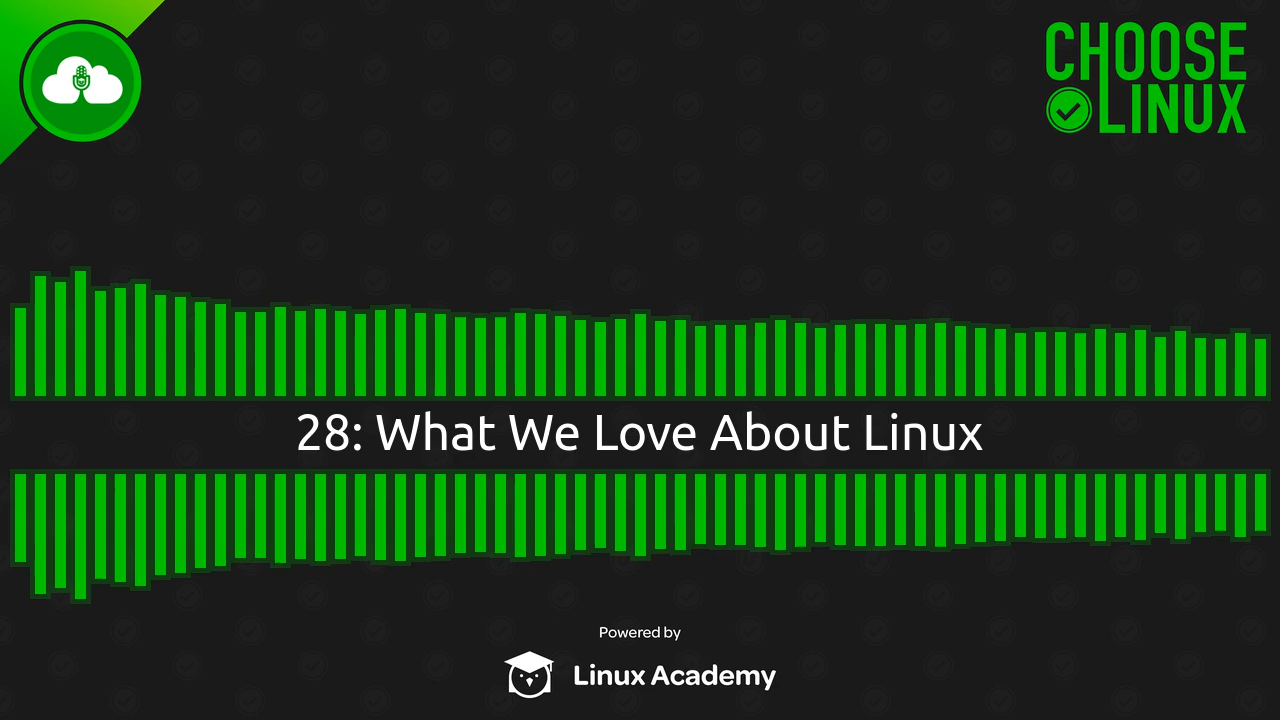 CHOOSE
LINUX
28: What We Love About Linux
Powered by
Linux Academy